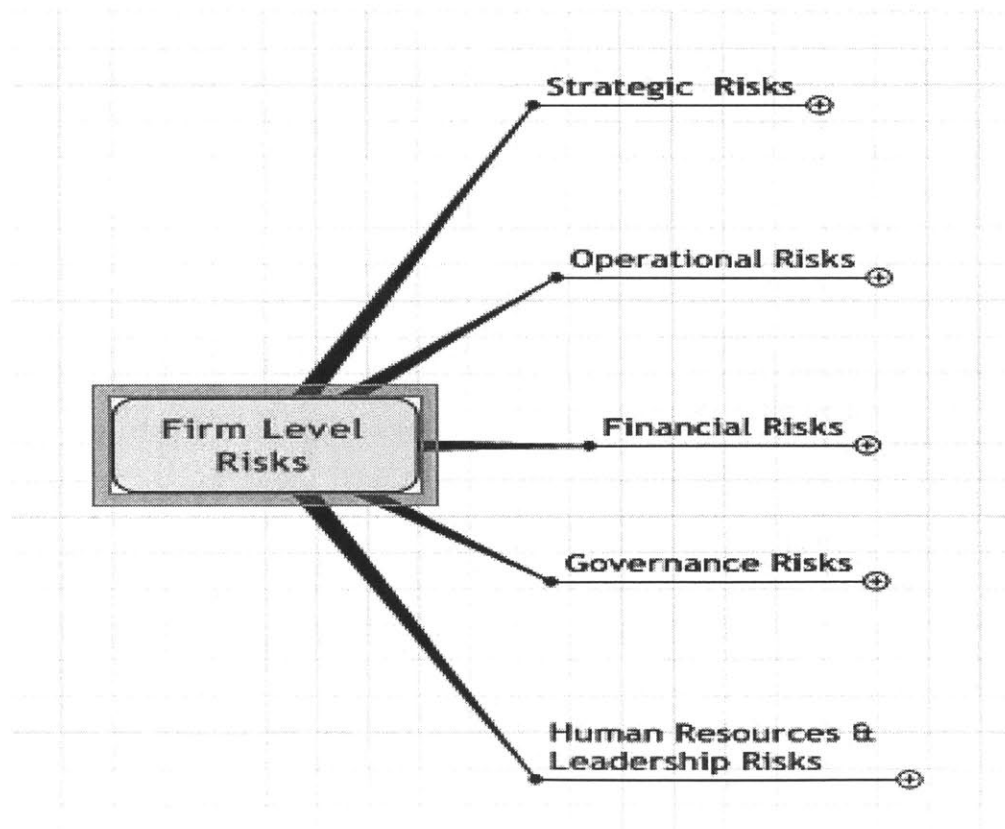 Strategic Risks
Operational Risks
Firm Level
Risks
Financial Risks
Governance Risks
Human Resources &
Leadership Risks